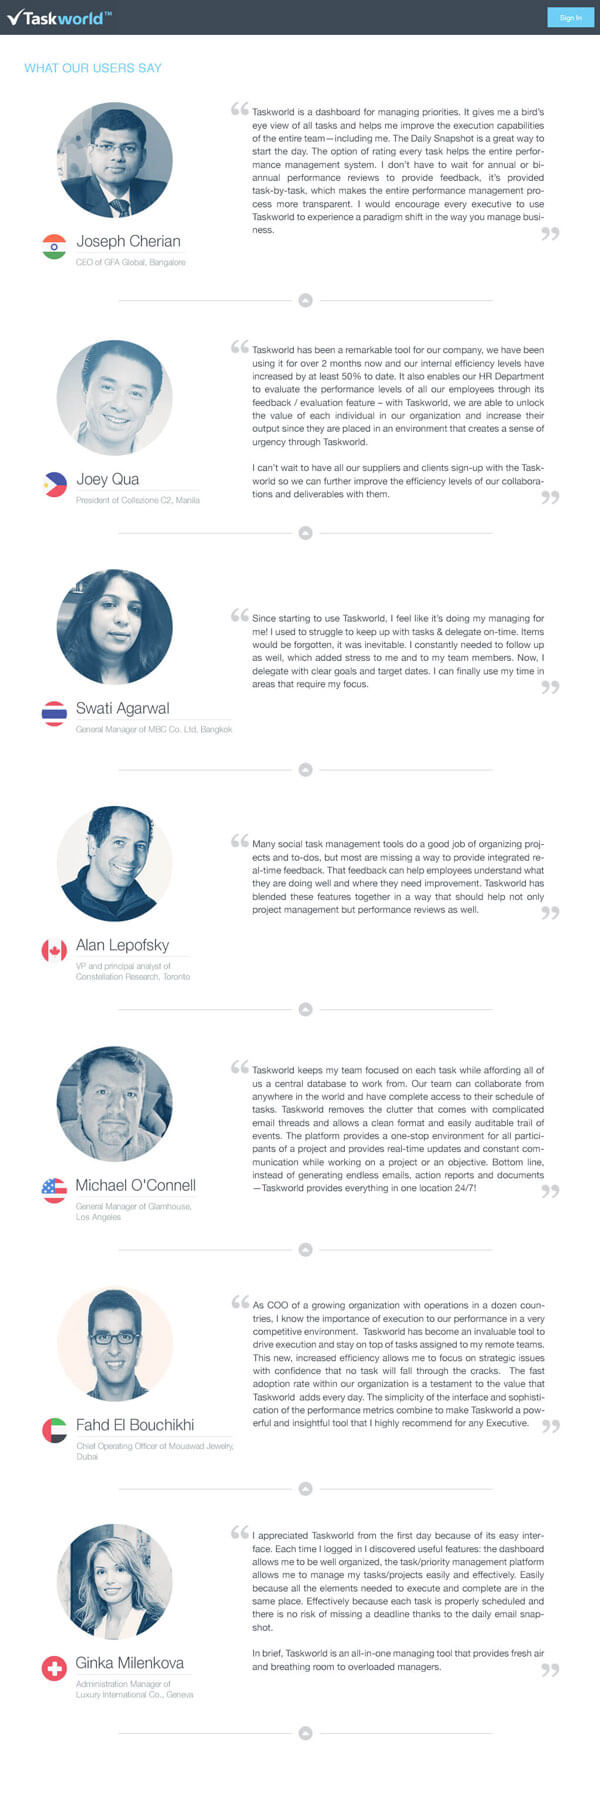 Taskworld™
Sign In
WHAT OUR USERS SAY
“
Taskworld is a dashboard for managing priorities. It gives me a bird's
eye view of all tasks and helps me improve the execution capabilities
of the entire team—including me. The Daily Snapshot is a great way to
start the day. The option of rating every task helps the entire perfor-
mance management system. I don't have to wait for annual or bi-
annual performance reviews to provide feedback, it's provided
task-by-task, which makes the entire performance management pro-
cess more transparent. I would encourage every executive to use
Taskworld to experience a paradigm shift in the way you manage busi-
ness.
”
Joseph Cherian
CEO of GFA Global, Bangalore
“
Taskworld has been a remarkable tool for our company, we have been
using it for over 2 months now and our internal efficiency levels have
increased by at least 50% to date. It also enables our HR Department
to evaluate the performance levels of all our employees through its
feedback / evaluation feature – with Taskworld, we are able to unlock
the value of each individual in our organization and increase their
output since they are placed in an environment that creates a sense of
urgency through Taskworld.
I can't wait to have all our suppliers and clients sign-up with the Task-
world so we can further improve the efficiency levels of our collabora-
tions and deliverables with them.
”
Joey Qua
President of Collezione C2, Manila
“
Since starting to use Taskworld, I feel like it's doing my managing for
me! I used to struggle to keep up with tasks & delegate on-time. Items
would be forgotten, it was inevitable. I constantly needed to follow up
as well, which added stress to me and to my team members. Now, I
delegate with clear goals and target dates. I can finally use my time in
areas that require my focus.
”
Swati Agarwal
General Manager of MBC Co. Ltd, Bangkok
“
Many social task management tools do a good job of organizing proj-
ects and to-dos, but most are missing a way to provide integrated re-
al-time feedback. That feedback can help employees understand what
they are doing well and where they need improvement. Taskworld has
blended these features together in a way that should help not only
project management but performance reviews as well.
”
Alan Lepofsky
VP and principal analyst of
Constellation Research, Toronto
“
Taskworld keeps my team focused on each task while affording all of
us a central database to work from. Our team can collaborate from
anywhere in the world and have complete access to their schedule of
tasks. Taskworld removes the clutter that comes with complicated
email threads and allows a clean format and easily auditable trail of
events. The platform provides a one-stop environment for all partici-
pants of a project and provides real-time updates and constant com-
munication while working on a project or an objective. Bottom line,
instead of generating endless emails, action reports and documents
—Taskworld provides everything in one location 24/7!
”
Michael O'Connell
General Manager of Glamhouse,
Los Angeles
“
As COO of a growing organization with operations in a dozen coun-
tries, I know the importance of execution to our performance in a very
competitive environment. Taskworld has become an invaluable tool to
drive execution and stay on top of tasks assigned to my remote teams.
This new, increased efficiency allows me to focus on strategic issues
with confidence that no task will fall through the cracks. The fast
adoption rate within our organization is a testament to the value that
Taskworld adds every day. The simplicity of the interface and sophisti-
cation of the performance metrics combine to make Taskworld a pow-
erful and insightful tool that I highly recommend for any Executive.
”
Fahd El Bouchikhi
Chief Operating Officer of Mouawad Jewelry,
Dubai
“
I appreciated Taskworld from the first day because of its easy inter-
face. Each time I logged in I discovered useful features: the dashboard
allows me to be well organized, the task/priority management platform
allows me to manage my tasks/projects easily and effectively. Easily
because all the elements needed to execute and complete are in the
same place. Effectively because each task is properly scheduled and
there is no risk of missing a deadline thanks to the daily email snap-
shot.
In brief, Taskworld is an all-in-one managing tool that provides fresh air
and breathing room to overloaded managers.
”
Ginka Milenkova
Administration Manager of
Luxury International Co., Geneva